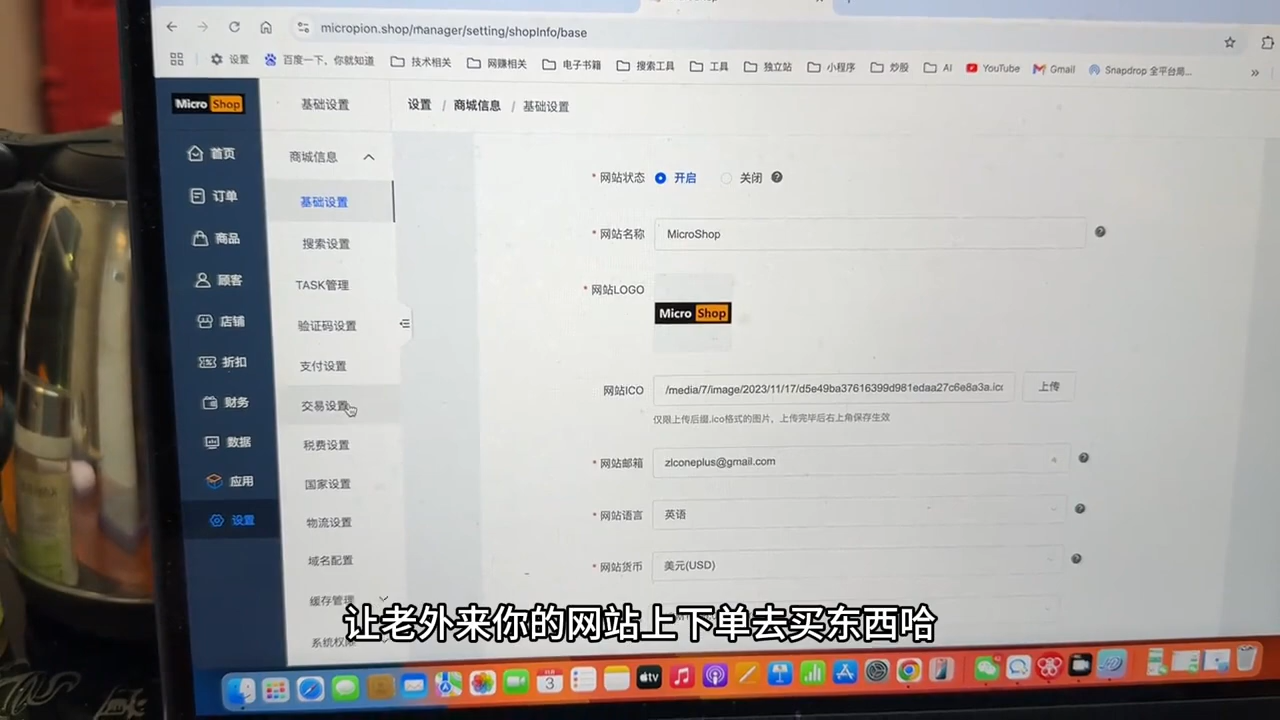 micropion.shop/manager/setting/shopInfo/base
设置 百度一下，你就知道 技术相关 网赚相关 电子书籍 搜索工具 工具 独立站 小程序 炒股 AI YouTube Gmail Snapdrop 全平台局... »
Micro Shop
基础设置
设置 / 商城信息 / 基础设置
首页
订单
商品
顾客
店铺
折扣
财务
数据
应用
设置
商城信息
基础设置
搜索设置
TASK管理
验证码设置
支付设置
交易设置
税费设置
国家设置
物流设置
域名配置
缓存管理
系统权限
* 网站状态 开启 关闭
* 网站名称 MicroShop
* 网站LOGO
Micro Shop
网站ICO /media/7/image/2023/11/17/d5e49ba37616399d981edaa27c6e8a3a.ico 上传
仅限上传后缀.ico格式的图片，上传完毕后右上角保存生效
* 网站邮箱 zlconeplus@gmail.com
* 网站语言 英语
* 网站货币 美元(USD)
让老外来你的网站上下单去买东西哈
3
tv